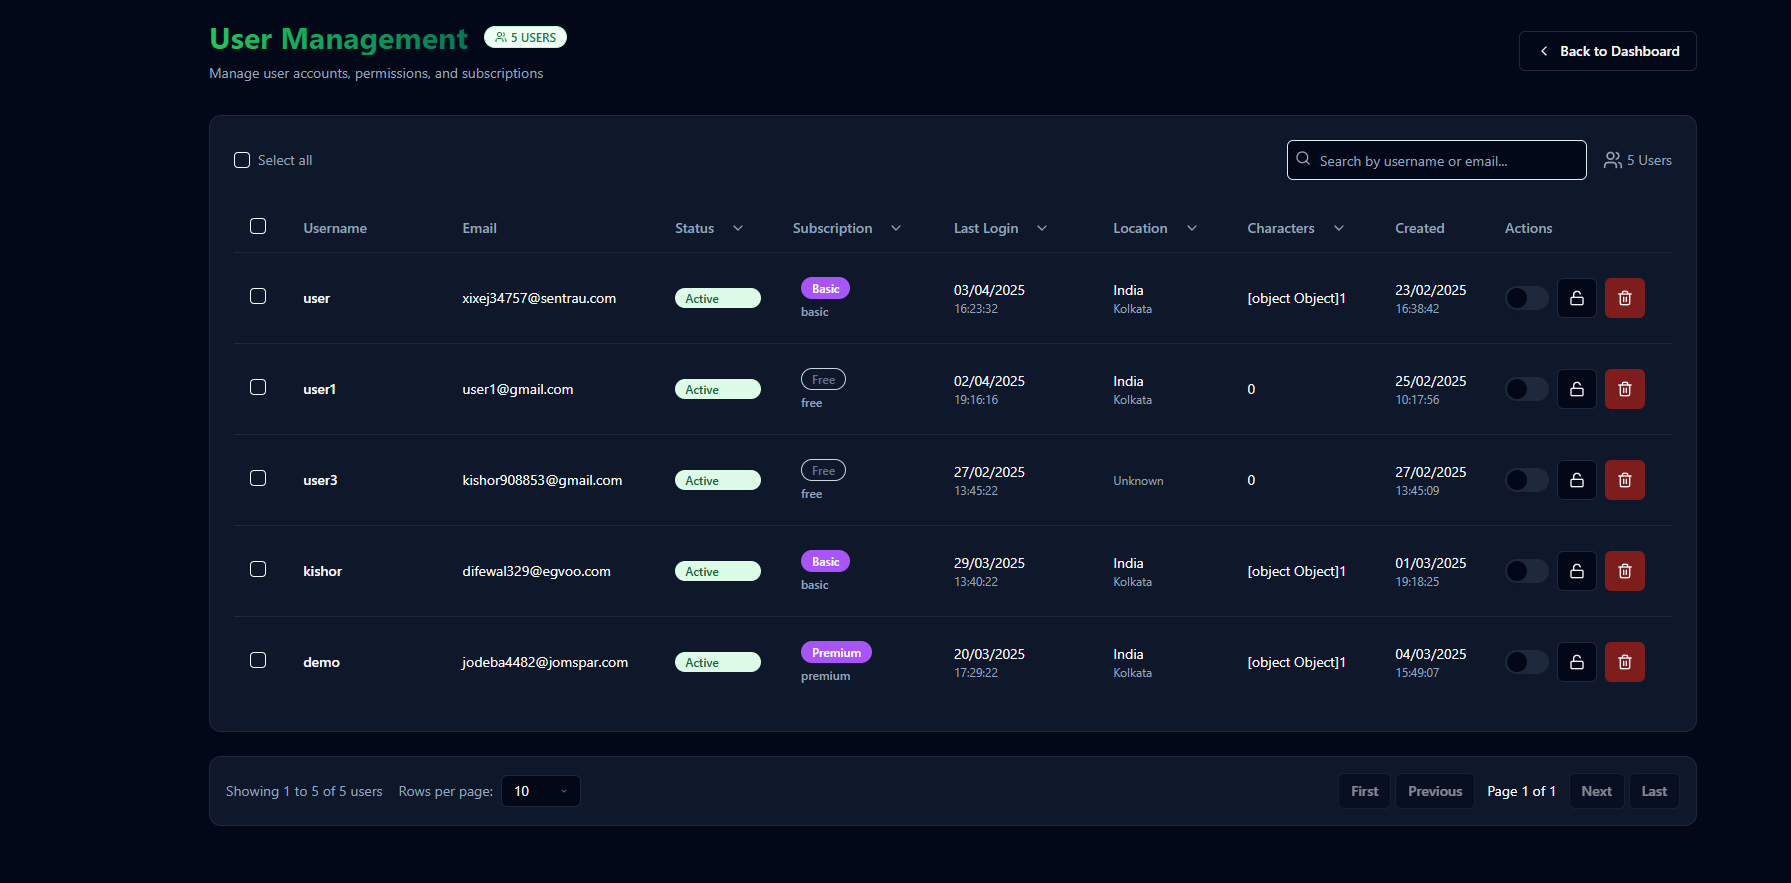 User Management
5 USERS
Manage user accounts, permissions, and subscriptions
Back to Dashboard
Select all
Search by username or email...
5 Users
Username Email Status Subscription Last Login Location Characters Created Actions
user xixej34757@sentrau.com Active Basic basic 03/04/2025 16:23:32 India Kolkata [object Object]1 23/02/2025 16:38:42
user1 user1@gmail.com Active Free free 02/04/2025 19:16:16 India Kolkata 0 25/02/2025 10:17:56
user3 kishor908853@gmail.com Active Free free 27/02/2025 13:45:22 Unknown 0 27/02/2025 13:45:09
kishor difewal329@egvoo.com Active Basic basic 29/03/2025 13:40:22 India Kolkata [object Object]1 01/03/2025 19:18:25
demo jodeba4482@jomspar.com Active Premium premium 20/03/2025 17:29:22 India Kolkata [object Object]1 04/03/2025 15:49:07
Showing 1 to 5 of 5 users Rows per page: 10 First Previous Page 1 of 1 Next Last